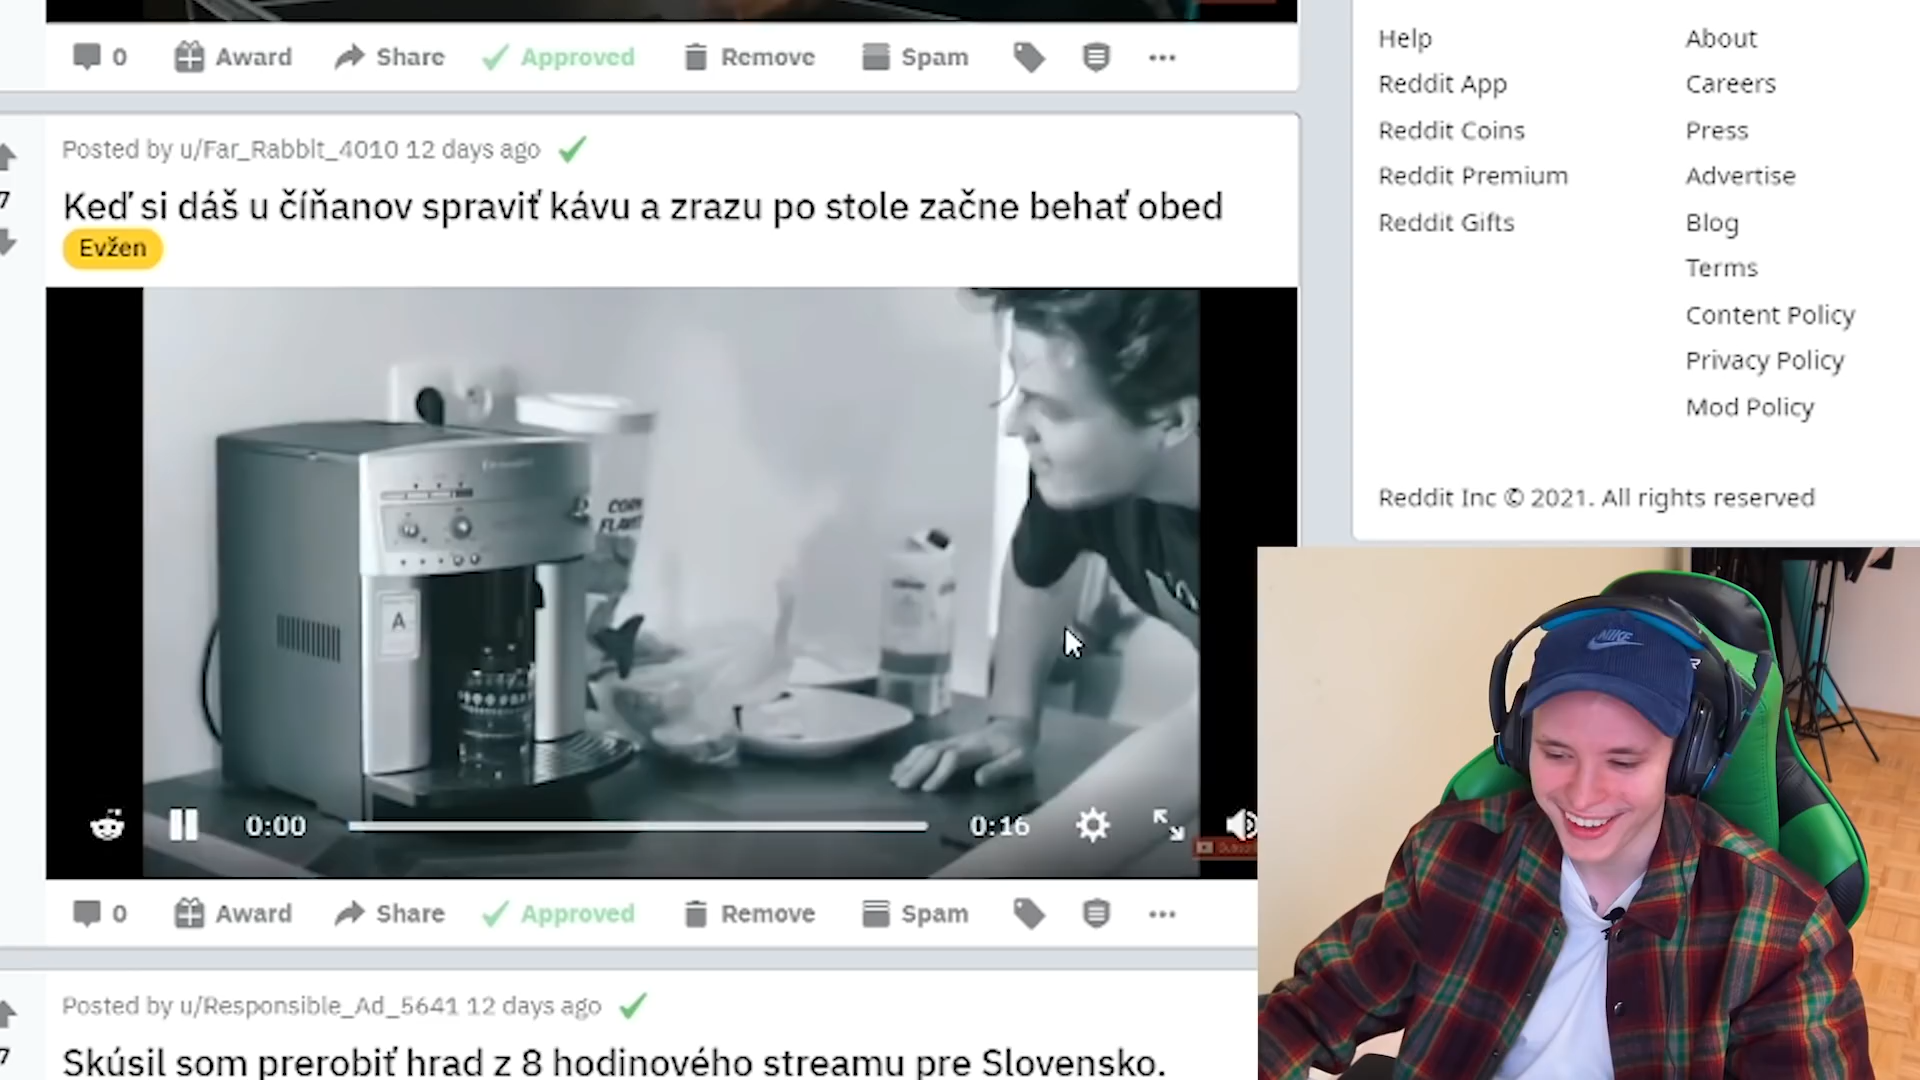 0 Award Share Approved Remove Spam
Posted by u/Far_Rabbit_4010 12 days ago
7
Keď si dáš u číňanov spraviť kávu a zrazu po stole začne behať obed
Evžen
CORN
A
0:00 0:16
0 Award Share Approved Remove Spam
Posted by u/Responsible_Ad_5641 12 days ago
7
Skúsil som prerobiť hrad z 8 hodinového streamu pre Slovensko.
Help About
Reddit App Careers
Reddit Coins Press
Reddit Premium Advertise
Reddit Gifts Blog
Terms
Content Policy
Privacy Policy
Mod Policy
Reddit Inc © 2021. All rights reserved
NIKE